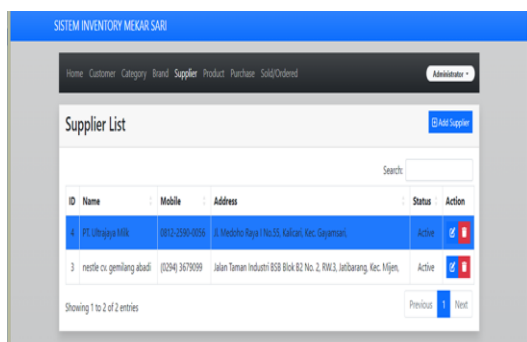 SISTEM INVENTORY MEKAR SARI
Home Customer Category Brand Supplier Product Purchase Sold/Ordered Administrator
Supplier List Add Supplier
Search:
ID Name Mobile Address Status Action
4 PT. Ultrajaya Milk 0812-2590-0056 Jl. Medoho Raya I No.55, Kalicari, Kec. Gayamsari, Active
3 nestle cv. gemilang abadi (0294) 3679099 Jalan Taman Industri BSB Blok B2 No. 2, RW.3, Jatibarang, Kec. Mijen, Active
Showing 1 to 2 of 2 entries Previous 1 Next